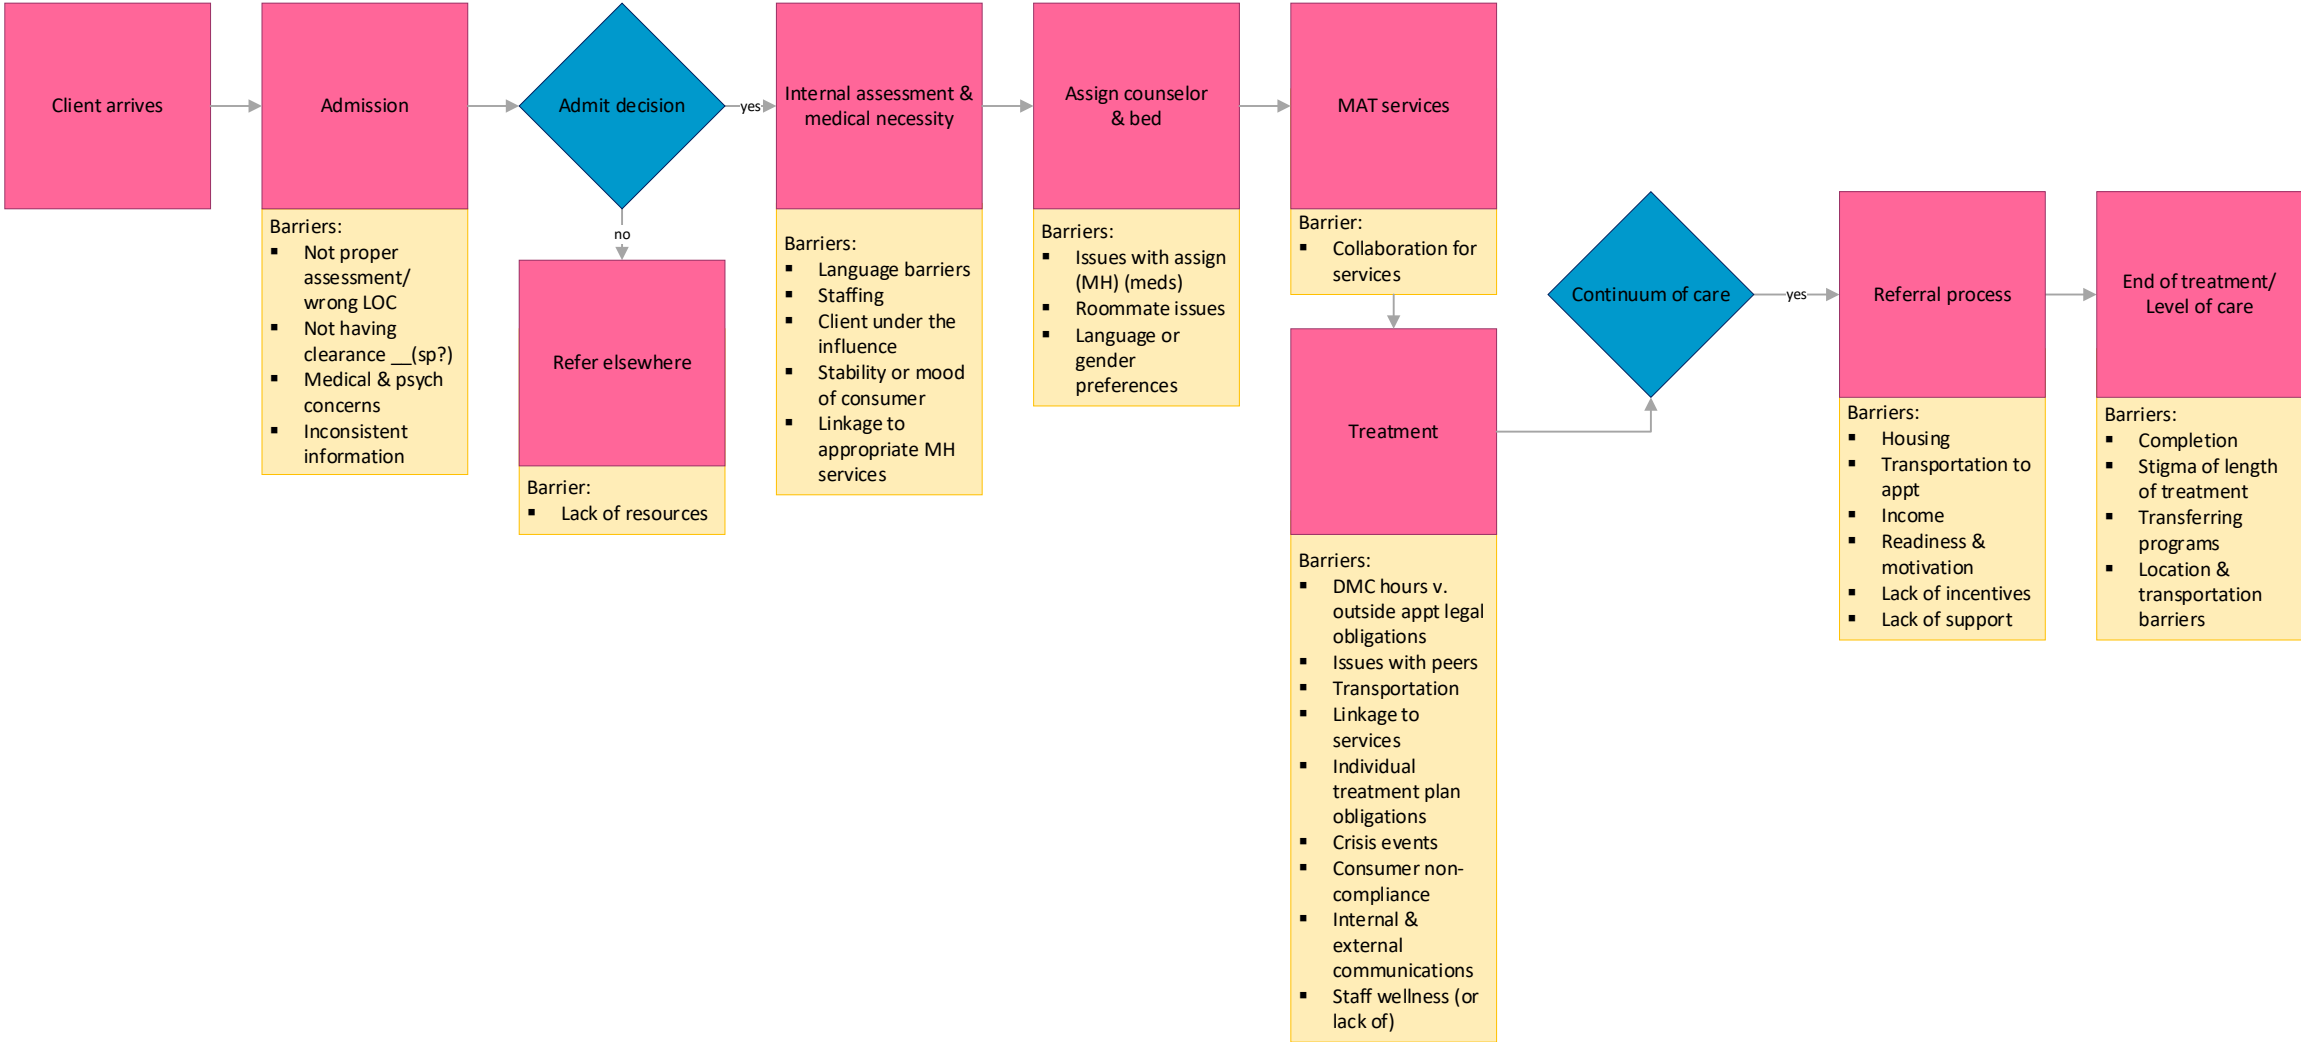 Client arrives
Admission
Barriers:
▪ Not proper
assessment/
wrong LOC
▪ Not having
clearance __(sp?)
▪ Medical & psych
concerns
▪ Inconsistent
information
Admit decision
yes
no
Refer elsewhere
Barrier:
▪ Lack of resources
Internal assessment &
medical necessity
Barriers:
▪ Language barriers
▪ Staffing
▪ Client under the
influence
▪ Stability or mood
of consumer
▪ Linkage to
appropriate MH
services
Assign counselor
& bed
Barriers:
▪ Issues with assign
(MH) (meds)
▪ Roommate issues
▪ Language or
gender
preferences
MAT services
Barrier:
▪ Collaboration for
services
Treatment
Barriers:
▪ DMC hours v.
outside appt legal
obligations
▪ Issues with peers
▪ Transportation
▪ Linkage to
services
▪ Individual
treatment plan
obligations
▪ Crisis events
▪ Consumer non-
compliance
▪ Internal &
external
communications
▪ Staff wellness (or
lack of)
Continuum of care
yes
Referral process
Barriers:
▪ Housing
▪ Transportation to
appt
▪ Income
▪ Readiness &
motivation
▪ Lack of incentives
▪ Lack of support
End of treatment/
Level of care
Barriers:
▪ Completion
▪ Stigma of length
of treatment
▪ Transferring
programs
▪ Location &
transportation
barriers